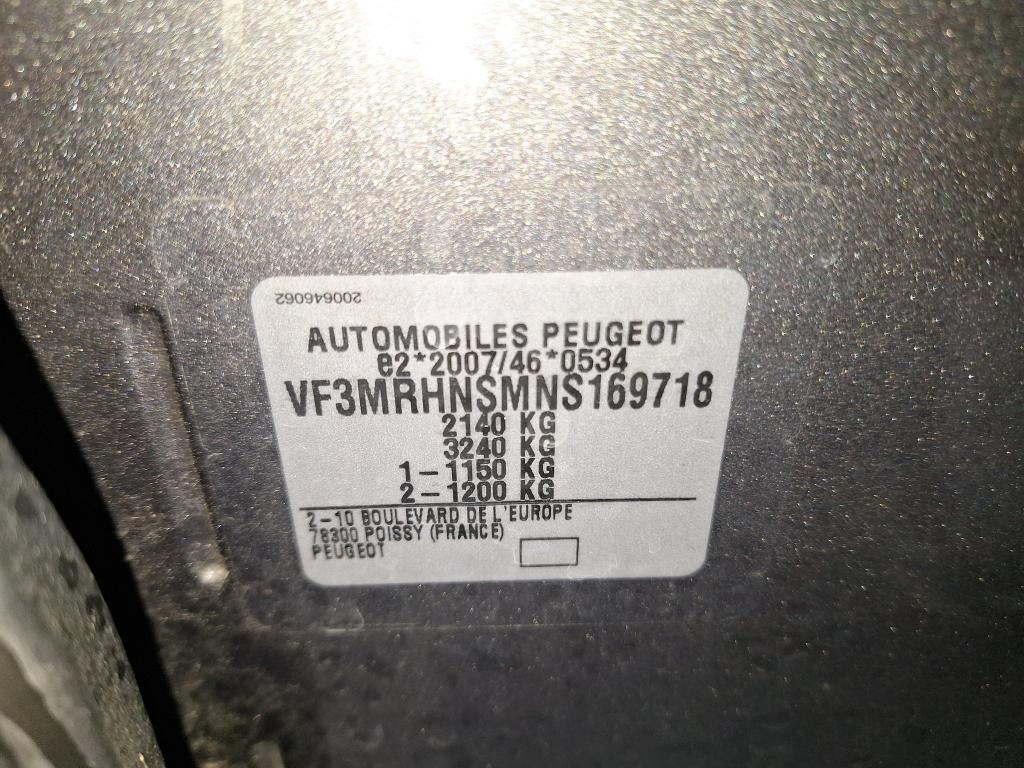 200646062
AUTOMOBILES PEUGEOT
e2*2007/46*0534
VF3MRHNSMNS169718
2140 KG
3240 KG
1-1150 KG
2-1200 KG
2-10 BOULEVARD DE L'EUROPE
78300 POISSY (FRANCE)
PEUGEOT